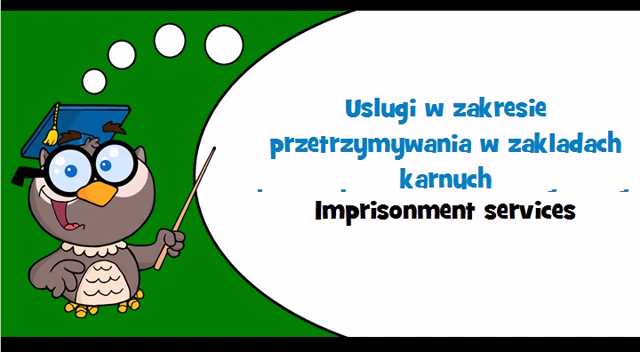 Uslugi w zakresie
przetrzymywania w zakladach
karnuch
Imprisonment services